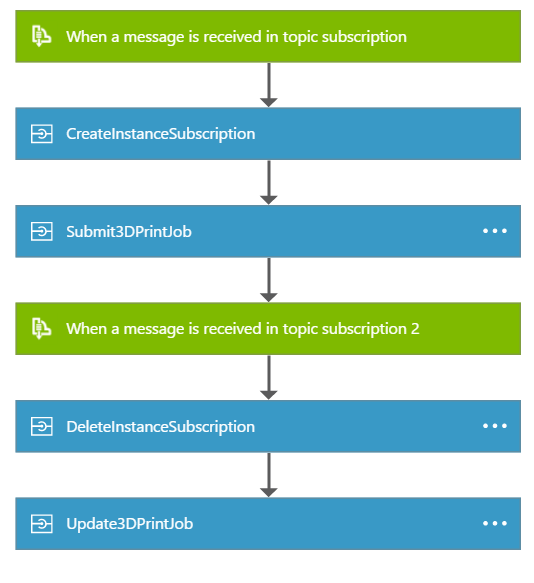 When a message is received in topic subscription
CreateInstanceSubscription
Submit3DPrintJob
When a message is received in topic subscription 2
DeleteInstanceSubscription
Update3DPrintJob